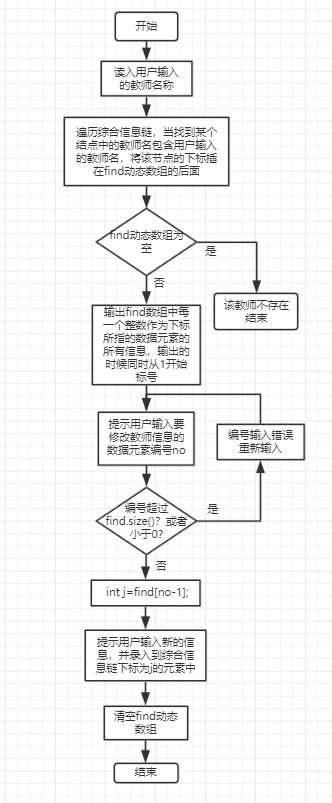 开始
读入用户输入
的教师名称
遍历综合信息链，当找到某个
结点中的教师名包含用户输入
的教师名，将该节点的下标插
在find动态数组的后面
find动态数组为
空
是
否
该教师不存在
结束
输出find数组中每
一个整数作为下标
所指的数据元素的
所有信息，输出的
时候同时从1开始
标号
提示用户输入要
修改教师信息的
数据元素编号no
编号输入错误
重新输入
编号超过
find.size()？或者
小于0？
是
否
int j=find[no-1];
提示用户输入新的信
息，并录入到综合信
息链下标为j的元素中
清空find动态
数组
结束